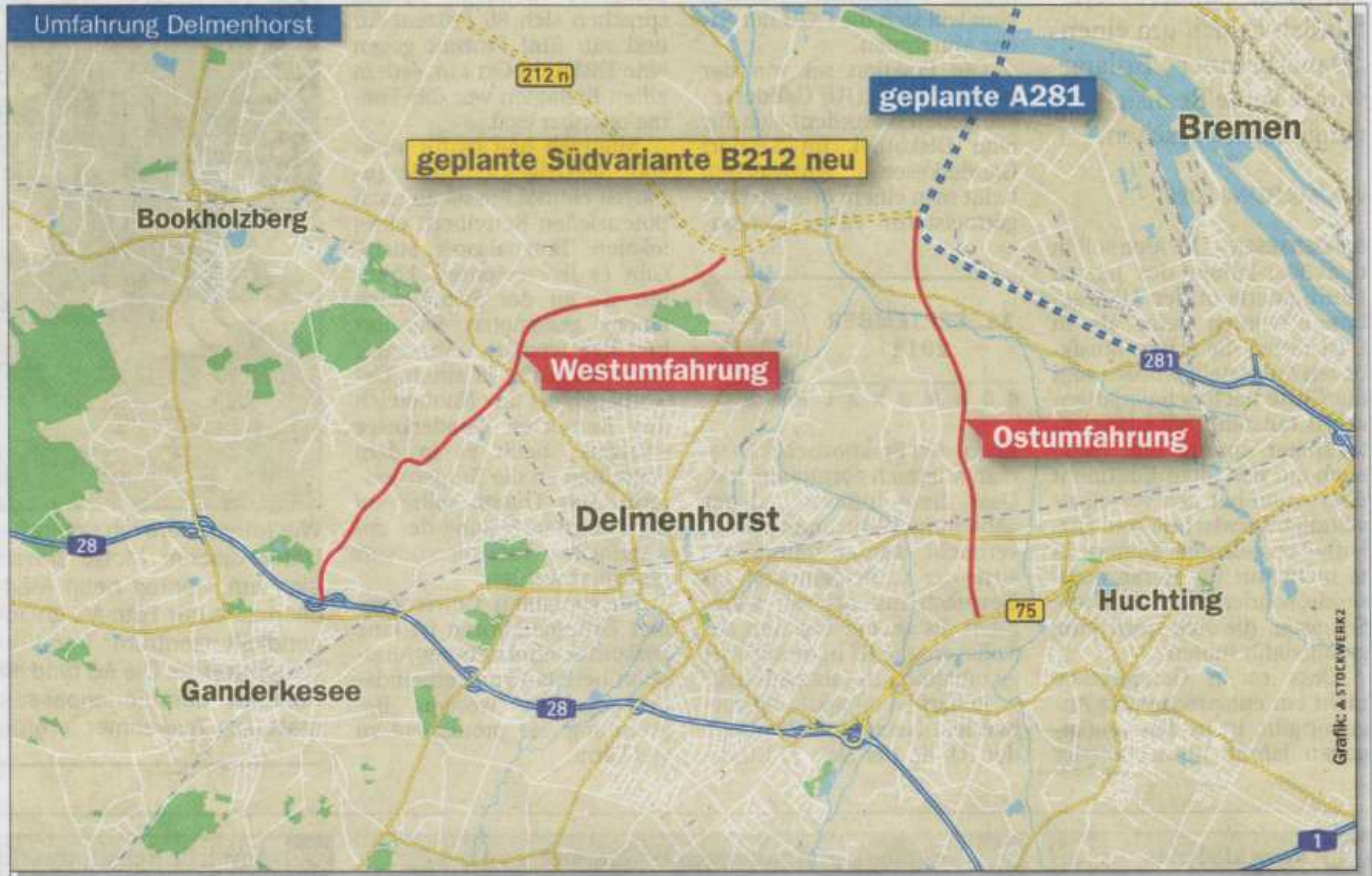 Umfahrung Delmenhorst
212 n
geplante A281
Bremen
geplante Südvariante B212 neu
Bookholzberg
Westumfahrung
281
Ostumfahrung
Delmenhorst
28
75
Huchting
Ganderkesee
28
1
Grafik: STOCKWERK2